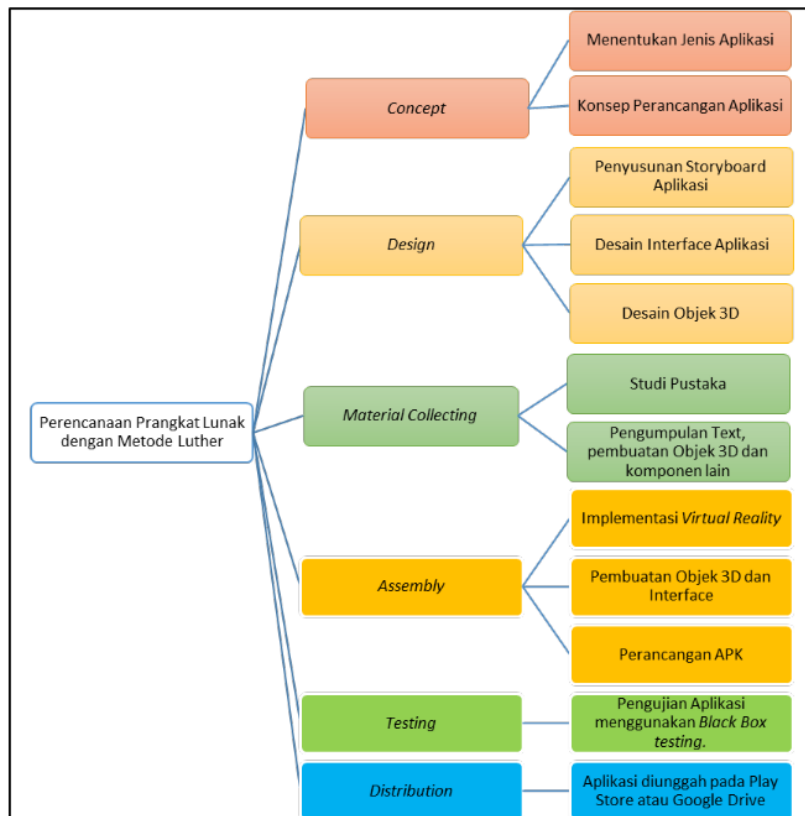 Perencanaan Prangkat Lunak
dengan Metode Luther
Concept
Menentukan Jenis Aplikasi
Konsep Perancangan Aplikasi
Design
Penyusunan Storyboard
Aplikasi
Desain Interface Aplikasi
Desain Objek 3D
Material Collecting
Studi Pustaka
Pengumpulan Text,
pembuatan Objek 3D dan
komponen lain
Assembly
Implementasi Virtual Reality
Pembuatan Objek 3D dan
Interface
Perancangan APK
Testing
Pengujian Aplikasi
menggunakan Black Box
testing.
Distribution
Aplikasi diunggah pada Play
Store atau Google Drive